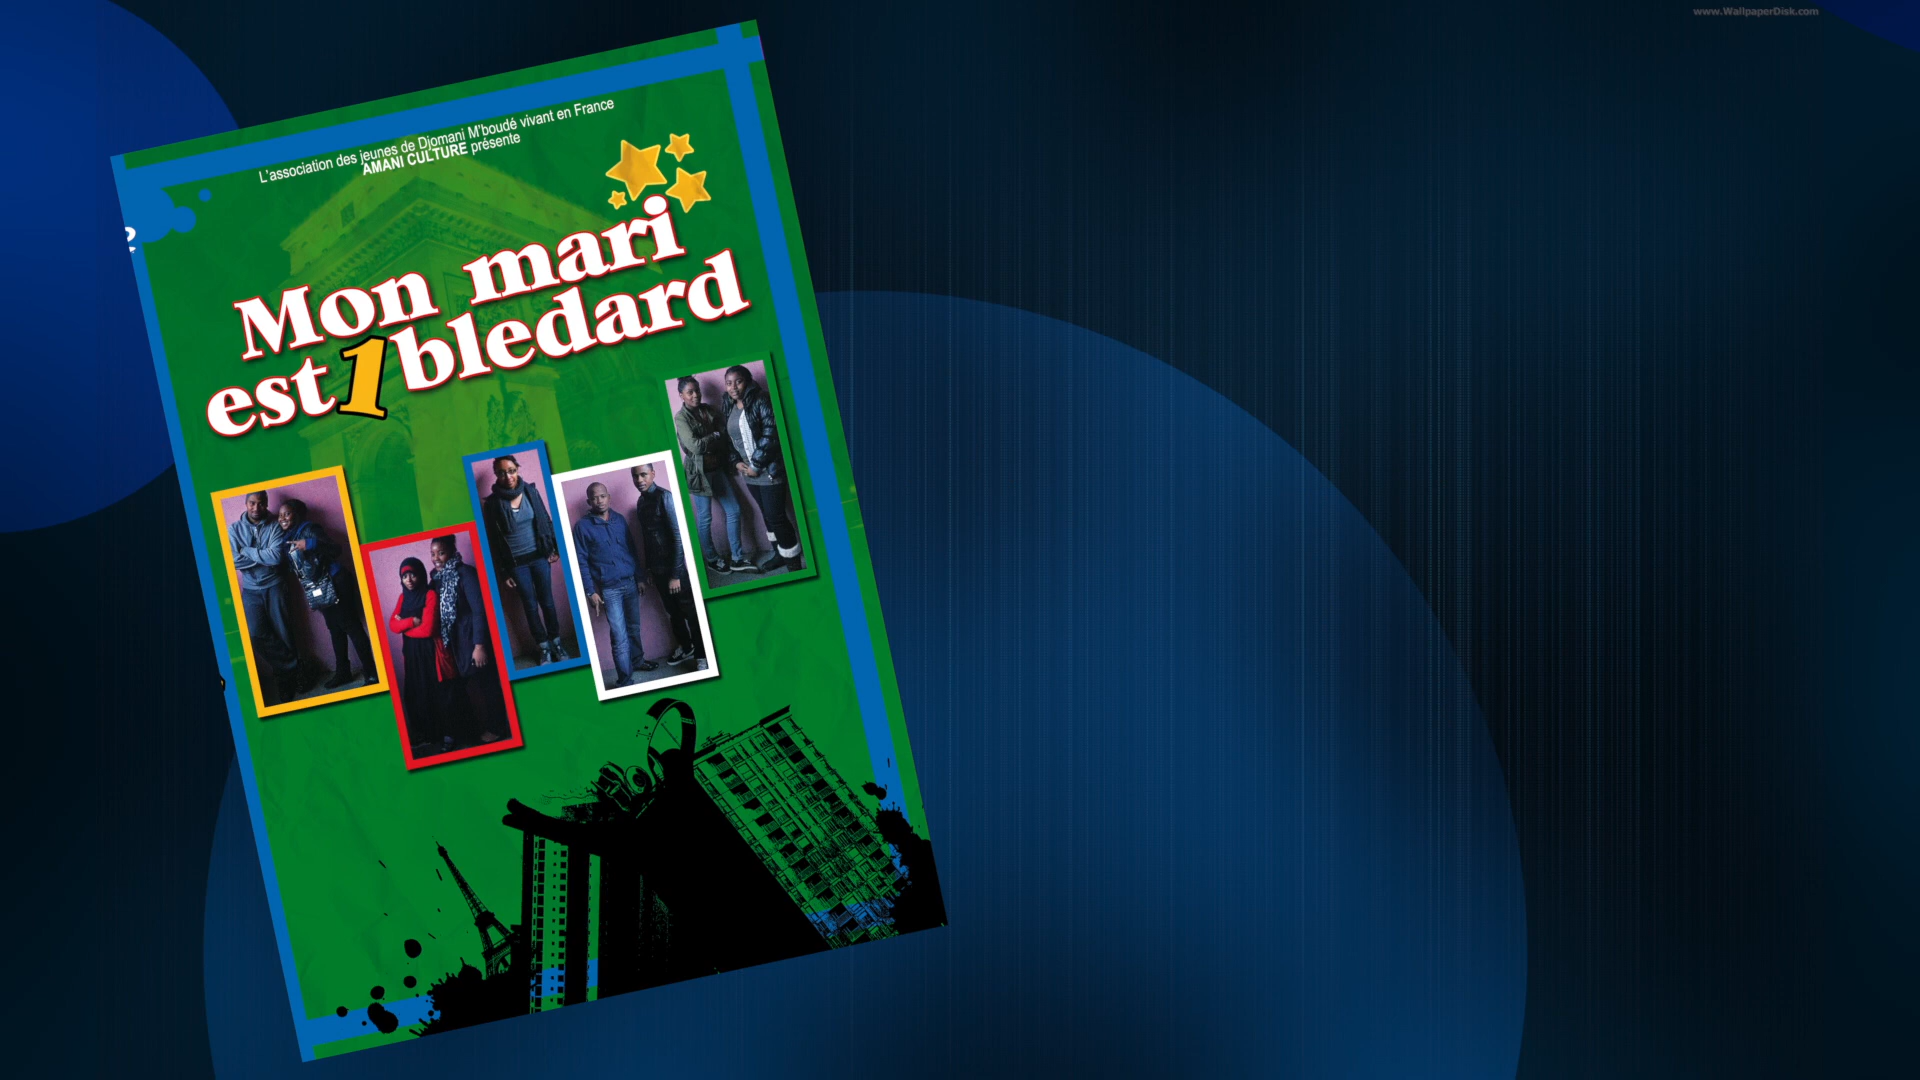 www.WallpaperDisk.com
L'association des jeunes de Djomani M'boudé vivant en France
AMANI CULTURE présente
Mon mari
est 1 bledard